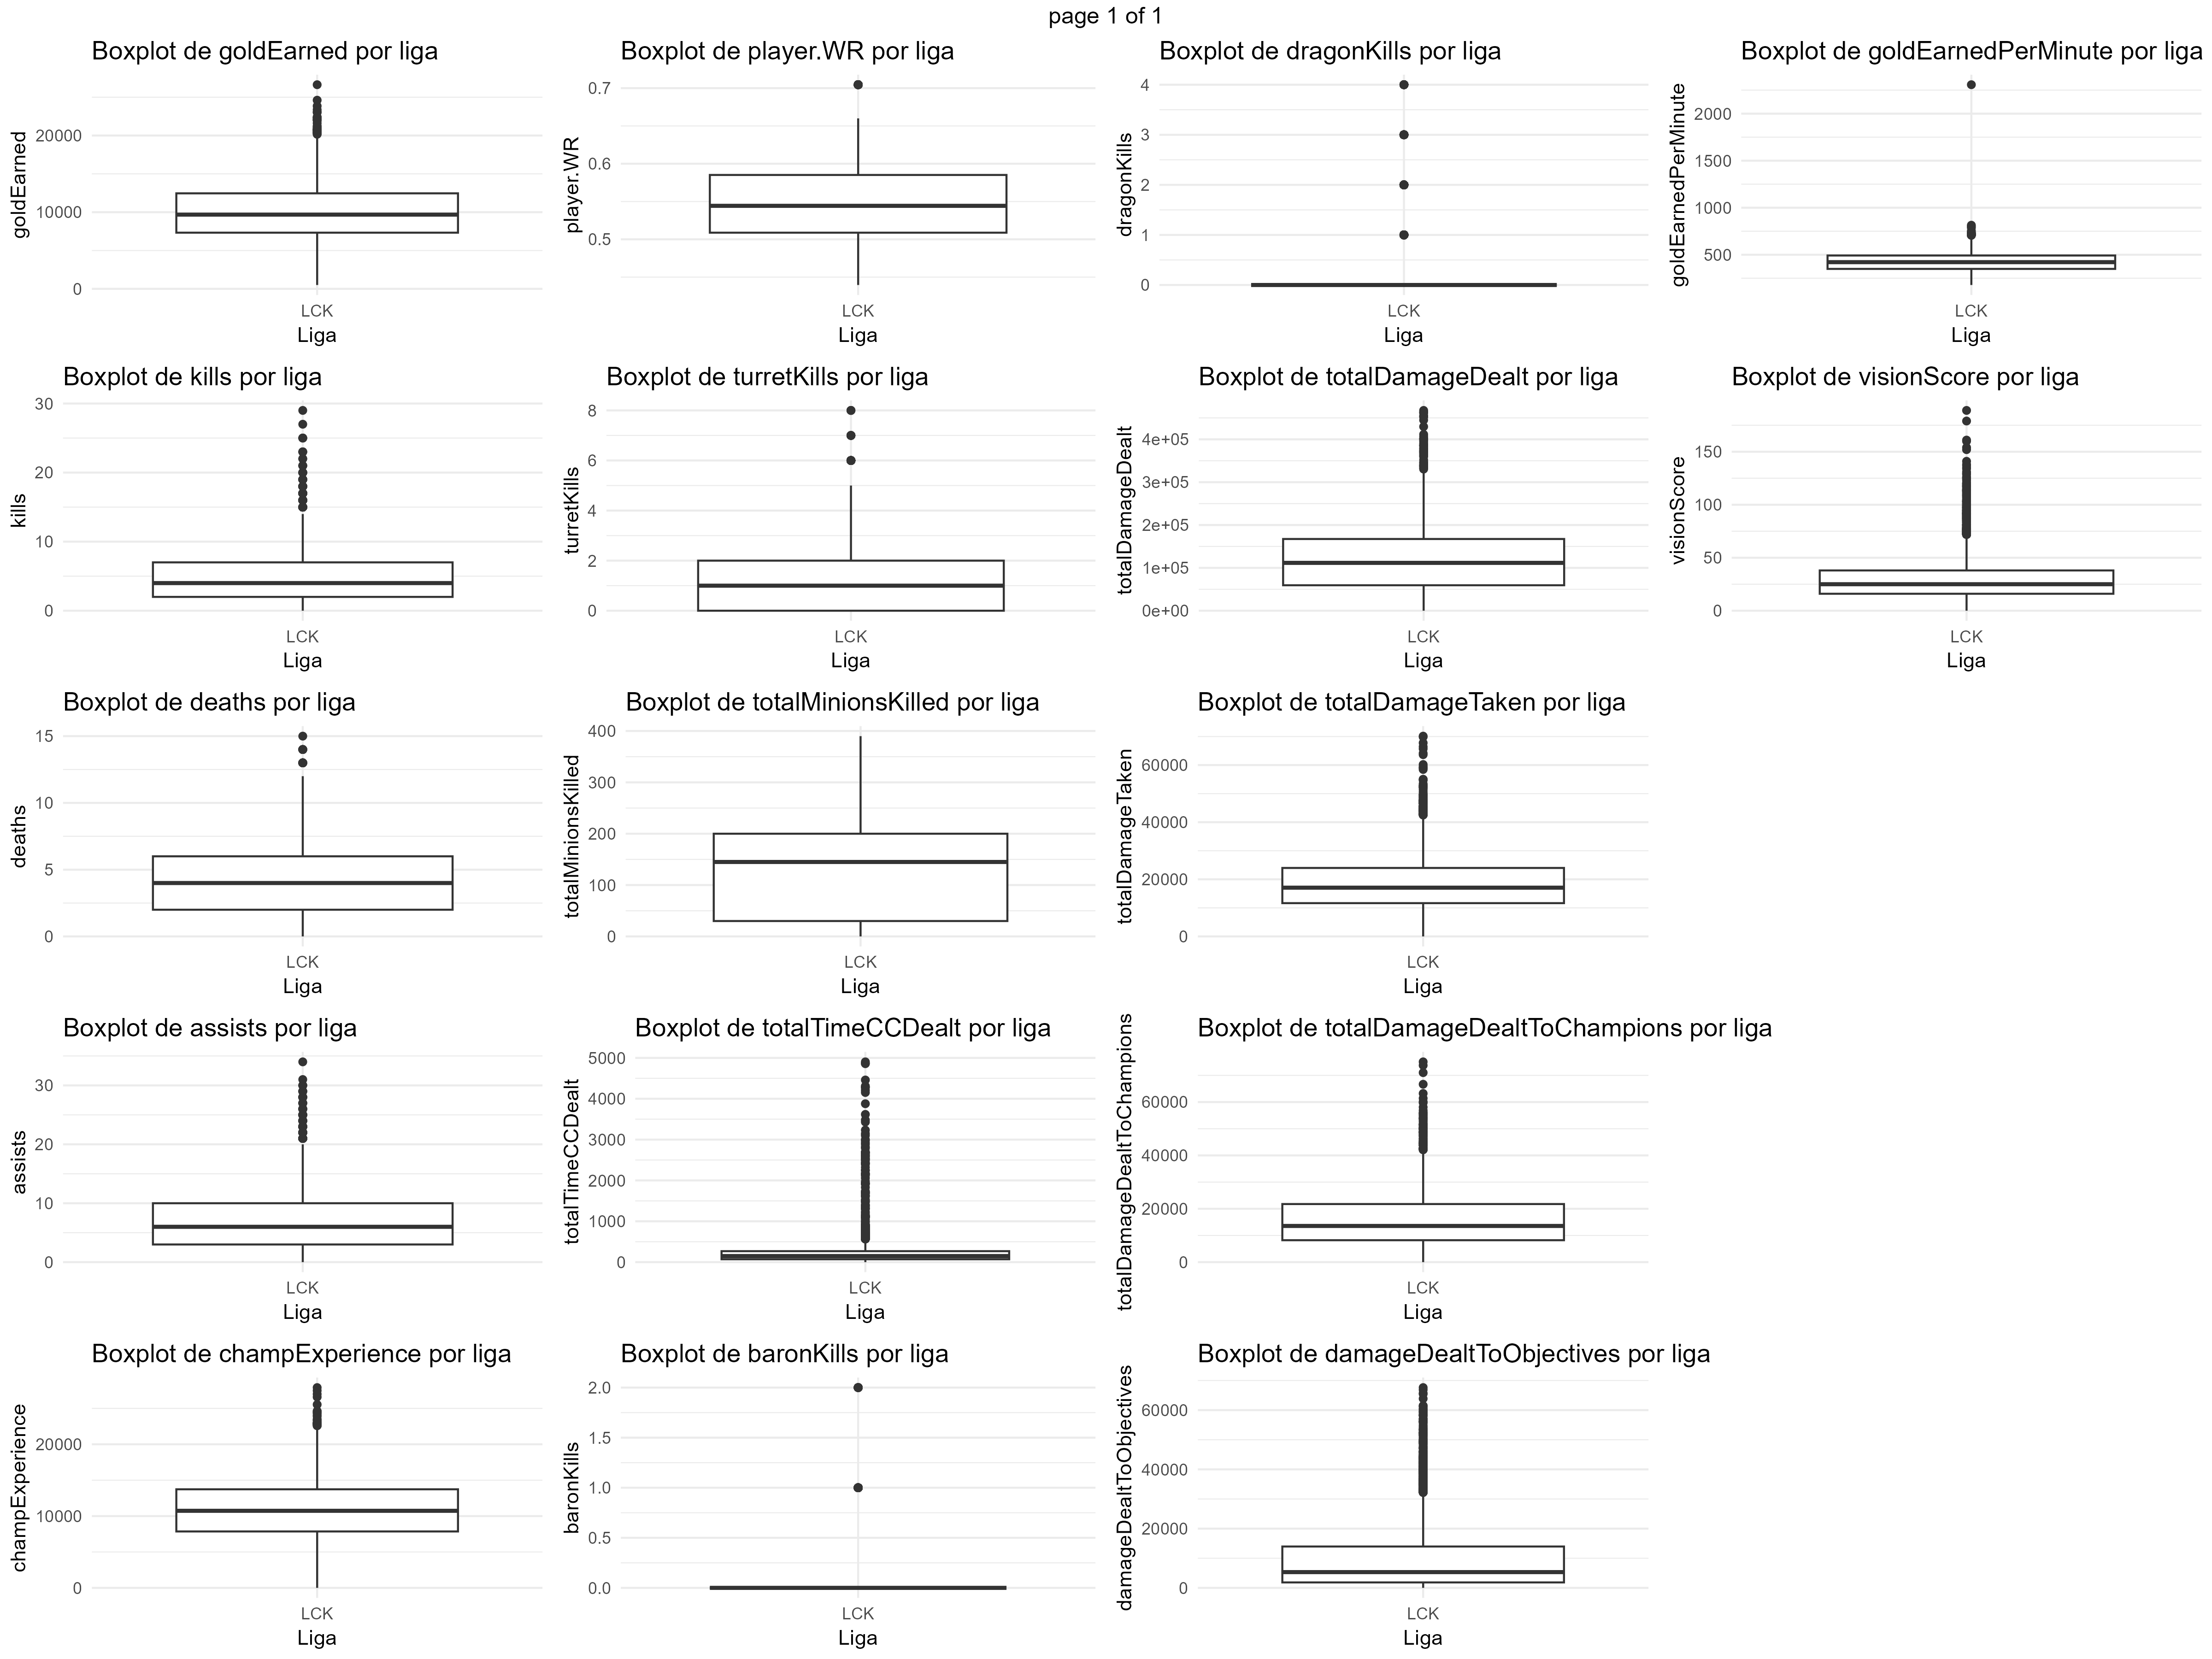 page 1 of 1
Boxplot de goldEarned por liga
goldEarned
20000
10000
0
LCK
Liga
Boxplot de player.WR por liga
player.WR
0.7
0.6
0.5
LCK
Liga
Boxplot de dragonKills por liga
dragonKills
4
3
2
1
0
LCK
Liga
Boxplot de goldEarnedPerMinute por liga
goldEarnedPerMinute
2000
1500
1000
500
LCK
Liga
Boxplot de kills por liga
kills
30
20
10
0
LCK
Liga
Boxplot de turretKills por liga
turretKills
8
6
4
2
0
LCK
Liga
Boxplot de totalDamageDealt por liga
totalDamageDealt
4e+05
3e+05
2e+05
1e+05
0e+00
LCK
Liga
Boxplot de visionScore por liga
visionScore
150
100
50
0
LCK
Liga
Boxplot de deaths por liga
deaths
15
10
5
0
LCK
Liga
Boxplot de totalMinionsKilled por liga
totalMinionsKilled
400
300
200
100
0
LCK
Liga
Boxplot de totalDamageTaken por liga
totalDamageTaken
60000
40000
20000
0
LCK
Liga
Boxplot de assists por liga
assists
30
20
10
0
LCK
Liga
Boxplot de totalTimeCCDealt por liga
totalTimeCCDealt
5000
4000
3000
2000
1000
0
LCK
Liga
Boxplot de totalDamageDealtToChampions por liga
totalDamageDealtToChampions
60000
40000
20000
0
LCK
Liga
Boxplot de champExperience por liga
champExperience
20000
10000
0
LCK
Liga
Boxplot de baronKills por liga
baronKills
2.0
1.5
1.0
0.5
0.0
LCK
Liga
Boxplot de damageDealtToObjectives por liga
damageDealtToObjectives
60000
40000
20000
0
LCK
Liga